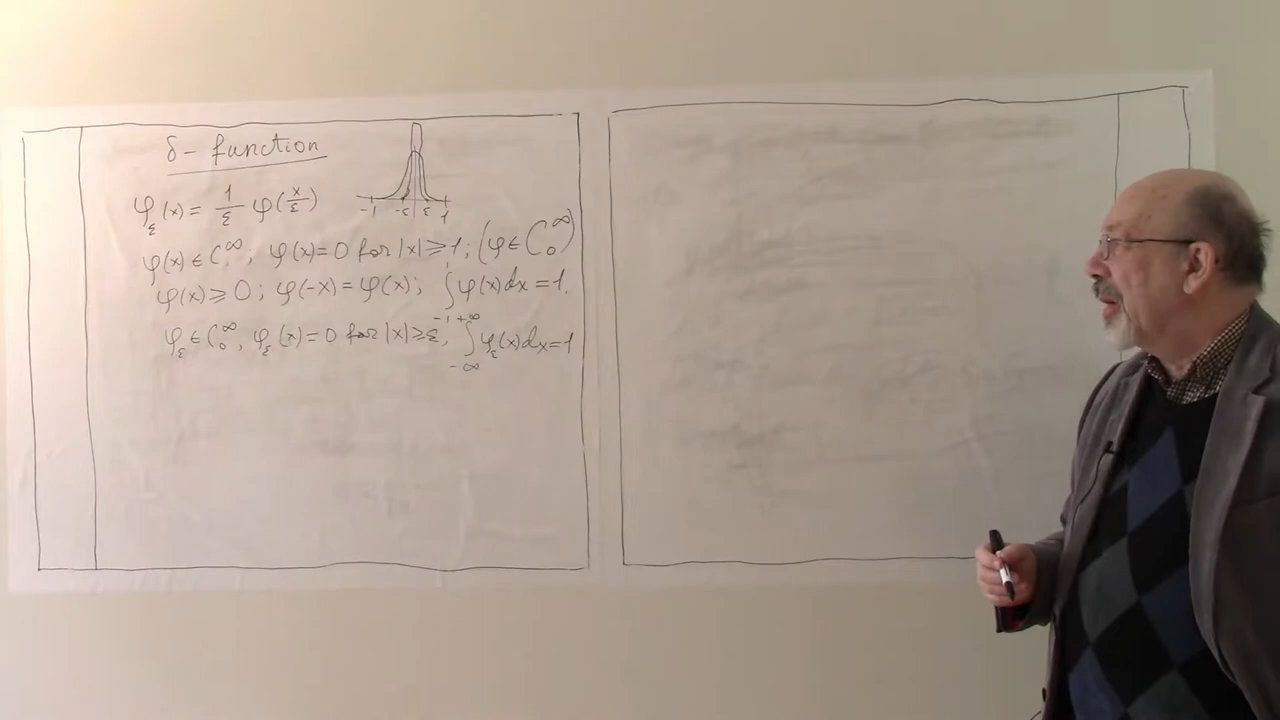 δ - function
-1 -ε ε 1
φ_ε(x) = 1/ε φ(x/ε)
φ(x) ∈ C^∞; φ(x) = 0 for |x| ≥ 1; (φ ∈ C_0^∞)
φ(x) ≥ 0; φ(-x) = φ(x); ∫_{-1}^{1} φ(x)dx = 1.
φ_ε ∈ C_0^∞, φ_ε(x) = 0 for |x| ≥ ε, ∫_{-∞}^{+∞} φ_ε(x)dx = 1